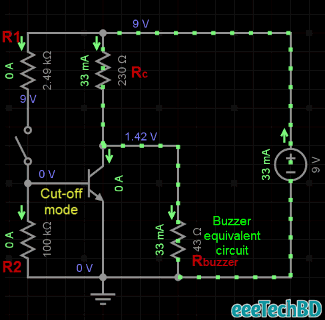 9 V
R1
0 A
2.49 kΩ
33 mA
230 Ω
Rc
9 V
1.42 V
33 mA
9 V
0 V
0 A
Cut-off
mode
Buzzer
equivalent
circuit
0 A
100 kΩ
33 mA
43 Ω
R2
Rbuzzer
0 V
eeeTechBD